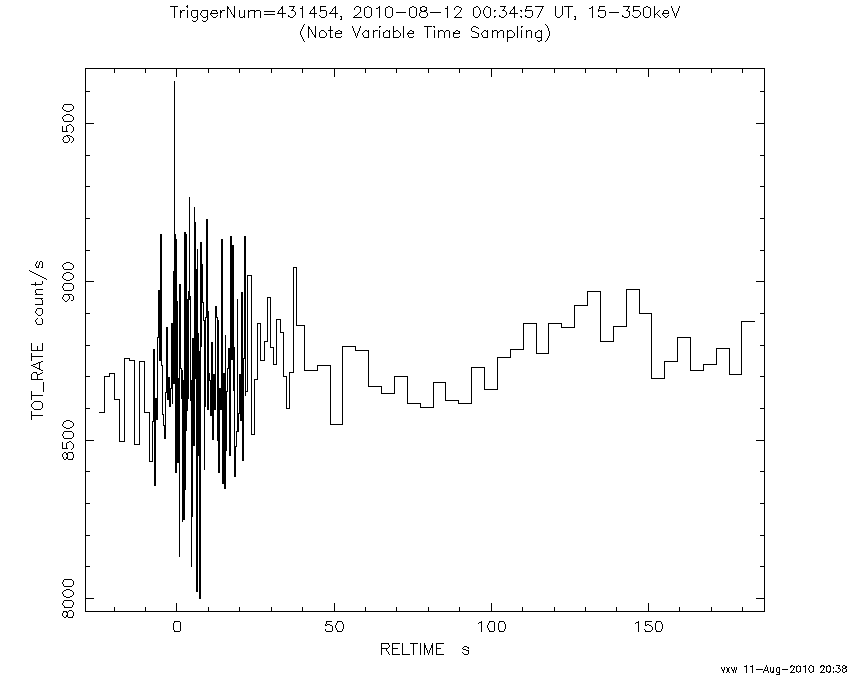 TriggerNum=431454, 2010-08-12 00:34:57 UT, 15-350keV
(Note Variable Time Sampling)
9500
9000
8500
8000
TOT_RATE count/s
0 50 100 150
RELTIME s
vxw 11-Aug-2010 20:38